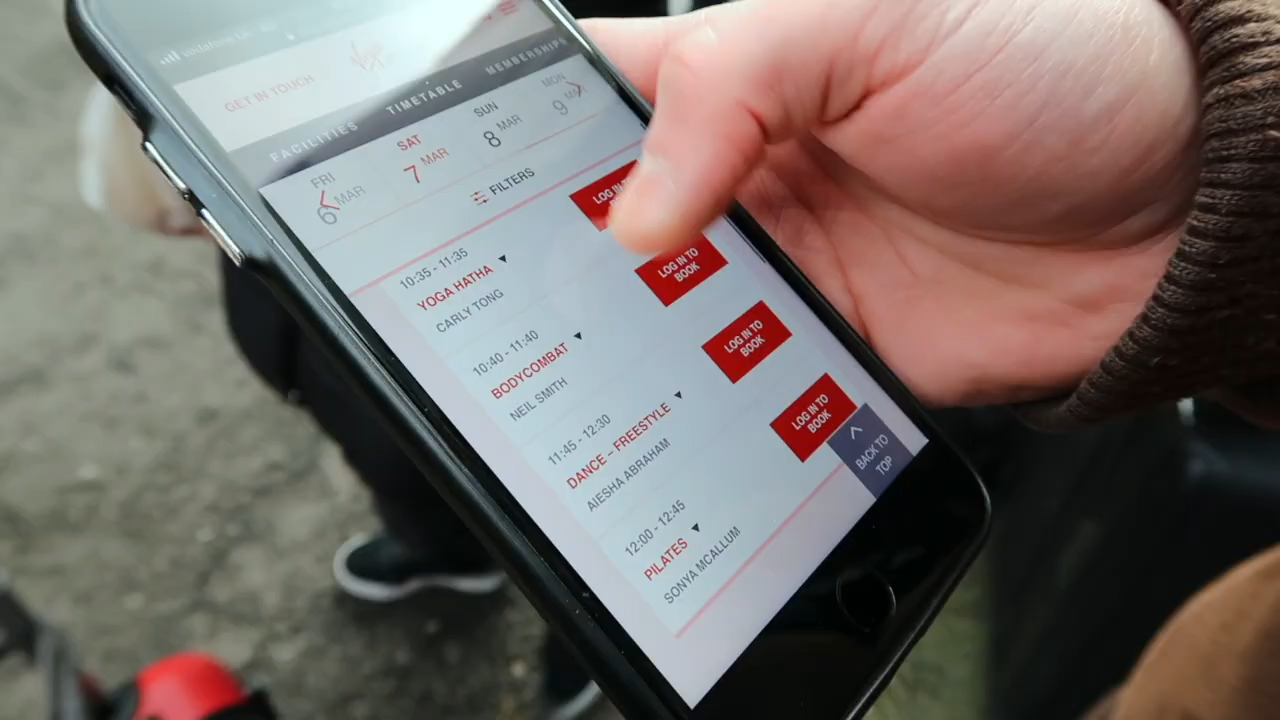 vodafone UK
GET IN TOUCH
FACILITIES TIMETABLE MEMBERSHIPS
FRI SAT SUN MON
6 MAR 7 MAR 8 MAR 9
FILTERS
10:35 - 11:35
YOGA HATHA
CARLY TONG
LOG IN
10:40 - 11:40
BODYCOMBAT
NEIL SMITH
LOG IN TO
BOOK
11:45 - 12:30
DANCE - FREESTYLE
AIESHA ABRAHAM
LOG IN TO
BOOK
12:00 - 12:45
PILATES
SONYA MCALLUM
LOG IN TO
BOOK
BACK TO
TOP